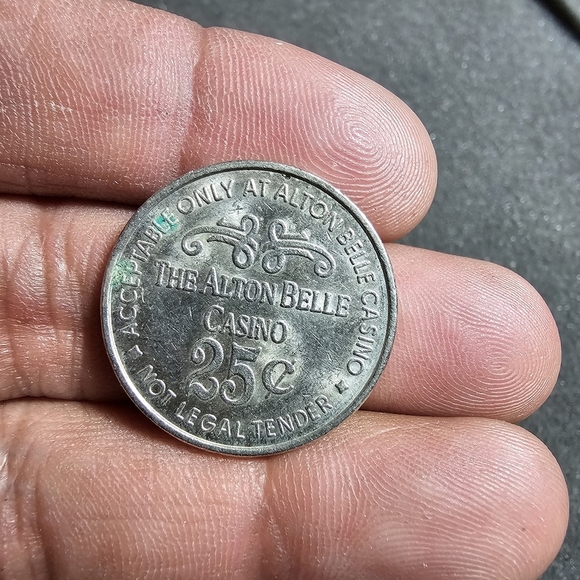 ACCEPTABLE ONLY AT ALTON BELLE CASINO
THE ALTON BELLE
CASINO
25¢
NOT LEGAL TENDER